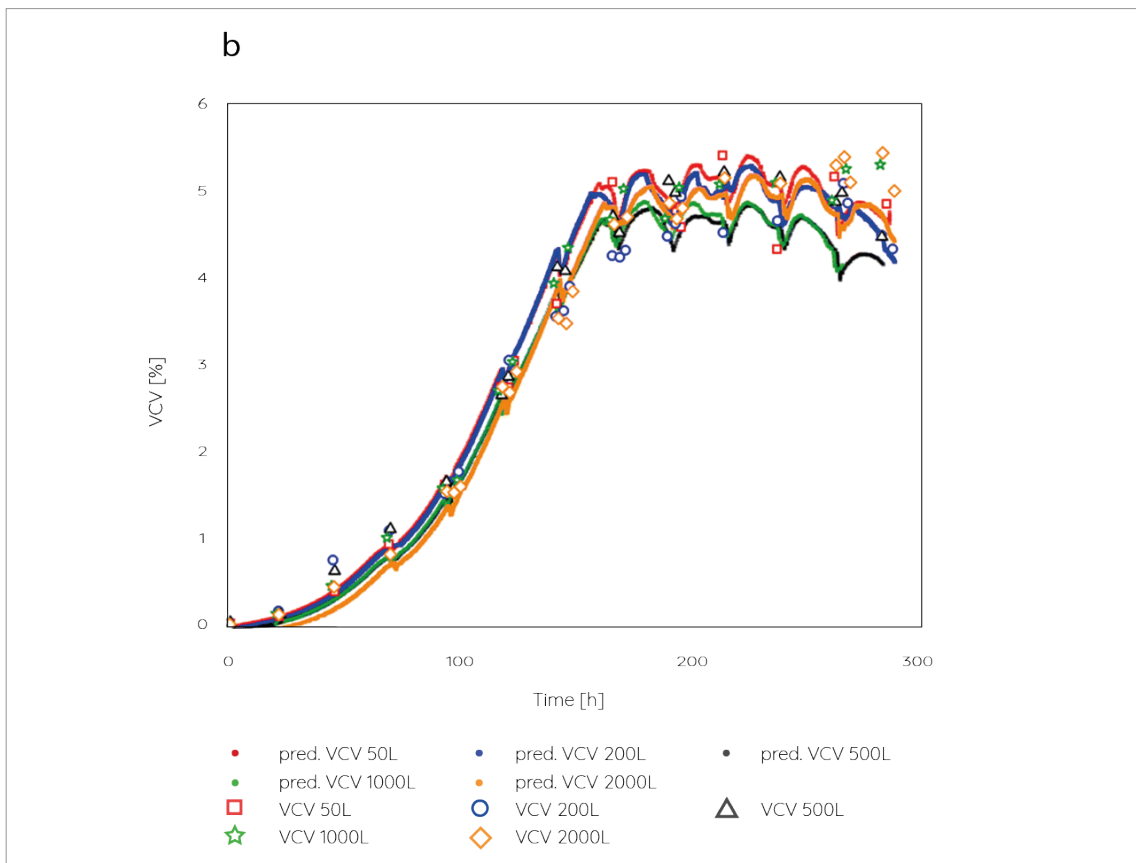 b
6
5
4
3
2
1
0
VCV [%]
0 100 200 300
Time [h]
pred. VCV 50L pred. VCV 200L pred. VCV 500L
pred. VCV 1000L pred. VCV 2000L
VCV 50L VCV 200L VCV 500L
VCV 1000L VCV 2000L